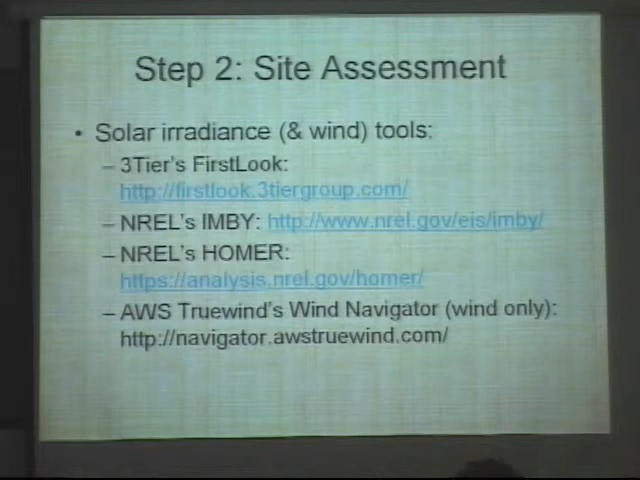 Step 2: Site Assessment
• Solar irradiance (& wind) tools:
– 3Tier's FirstLook:
http://firstlook.3tiergroup.com/
– NREL's IMBY: http://www.nrel.gov/eis/imby/
– NREL's HOMER:
https://analysis.nrel.gov/homer/
– AWS Truewind's Wind Navigator (wind only):
http://navigator.awstruewind.com/